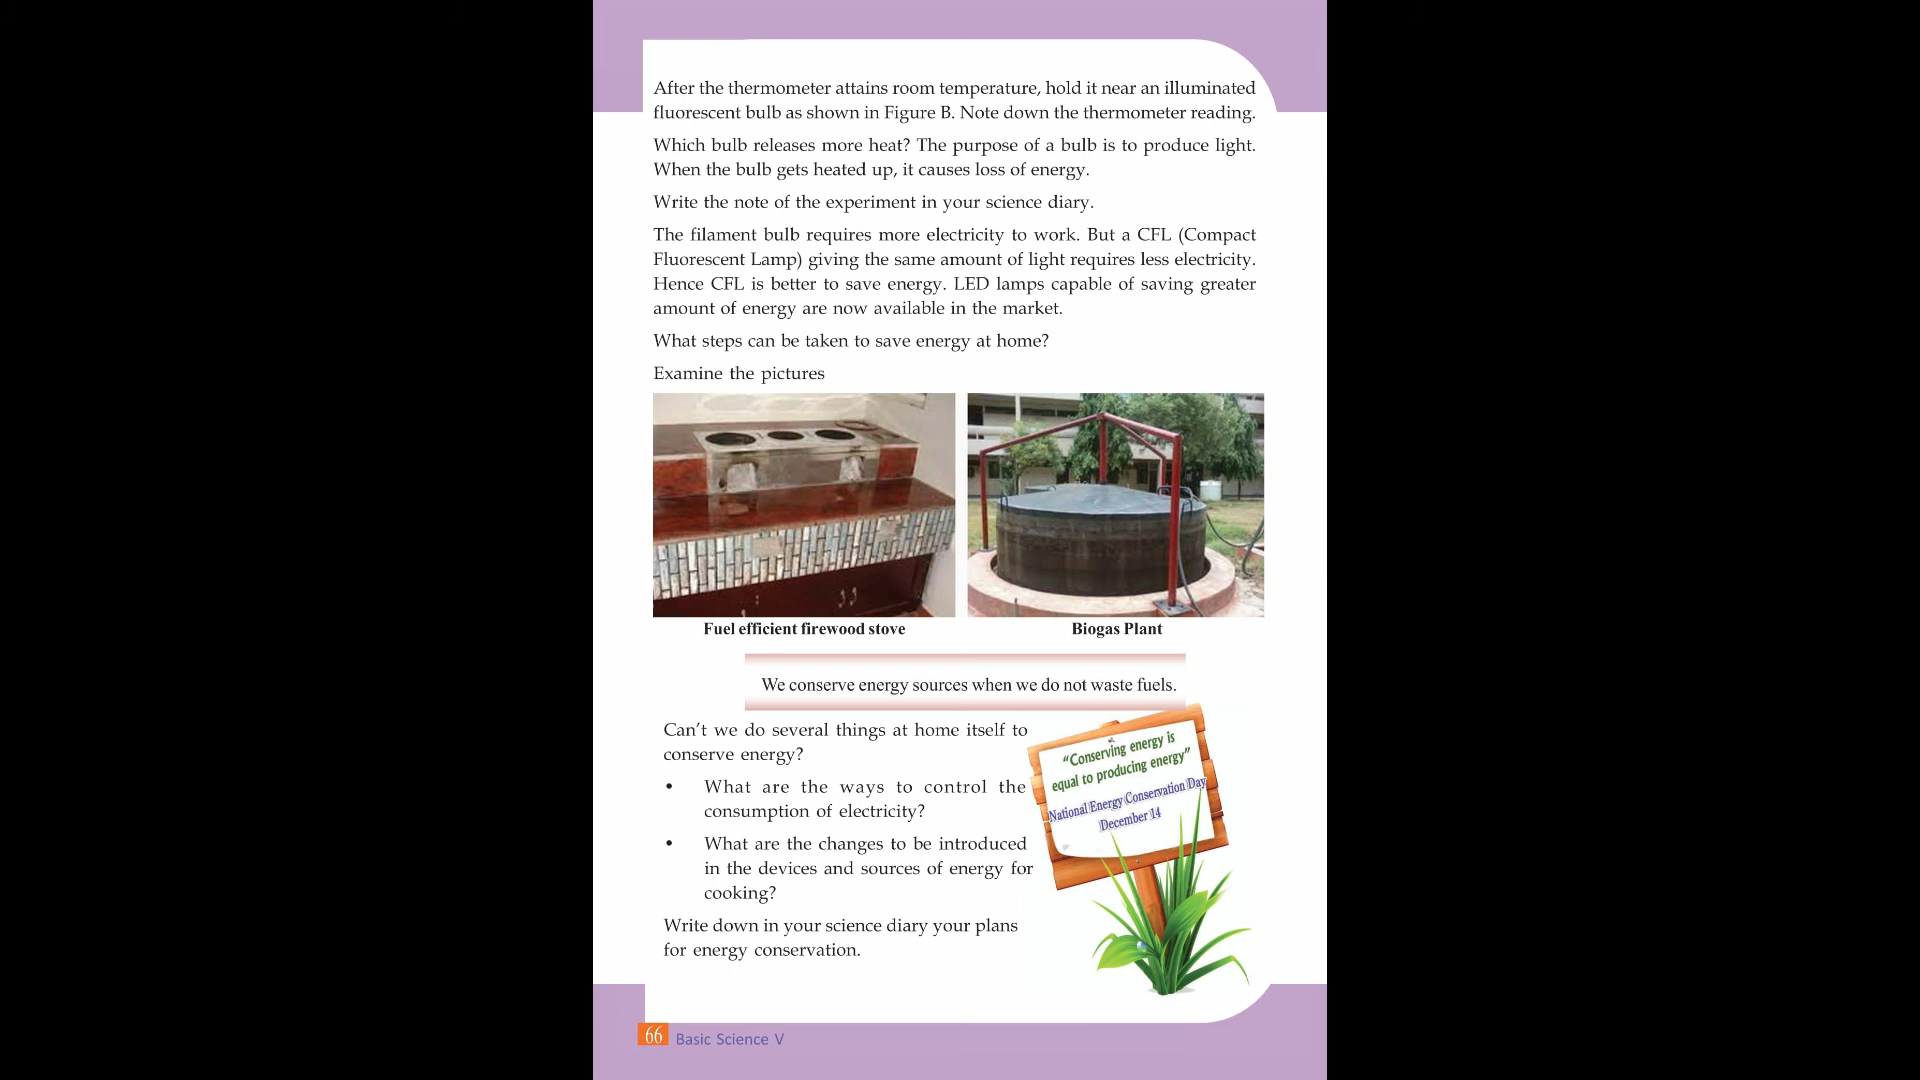 After the thermometer attains room temperature, hold it near an illuminated
fluorescent bulb as shown in Figure B. Note down the thermometer reading.
Which bulb releases more heat? The purpose of a bulb is to produce light.
When the bulb gets heated up, it causes loss of energy.
Write the note of the experiment in your science diary.
The filament bulb requires more electricity to work. But a CFL (Compact
Fluorescent Lamp) giving the same amount of light requires less electricity.
Hence CFL is better to save energy. LED lamps capable of saving greater
amount of energy are now available in the market.
What steps can be taken to save energy at home?
Examine the pictures
Fuel efficient firewood stove
Biogas Plant
We conserve energy sources when we do not waste fuels.
Can't we do several things at home itself to
conserve energy?
• What are the ways to control the
consumption of electricity?
• What are the changes to be introduced
in the devices and sources of energy for
cooking?
Write down in your science diary your plans
for energy conservation.
"Conserving energy is
equal to producing energy"
National Energy Conservation Day
December 14
66 Basic Science V